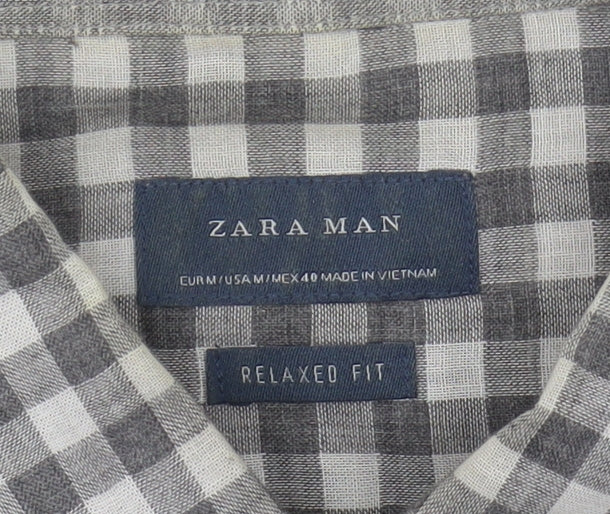 ZARA MAN
EUR M / USA M / MEX 40 MADE IN VIETNAM
RELAXED FIT